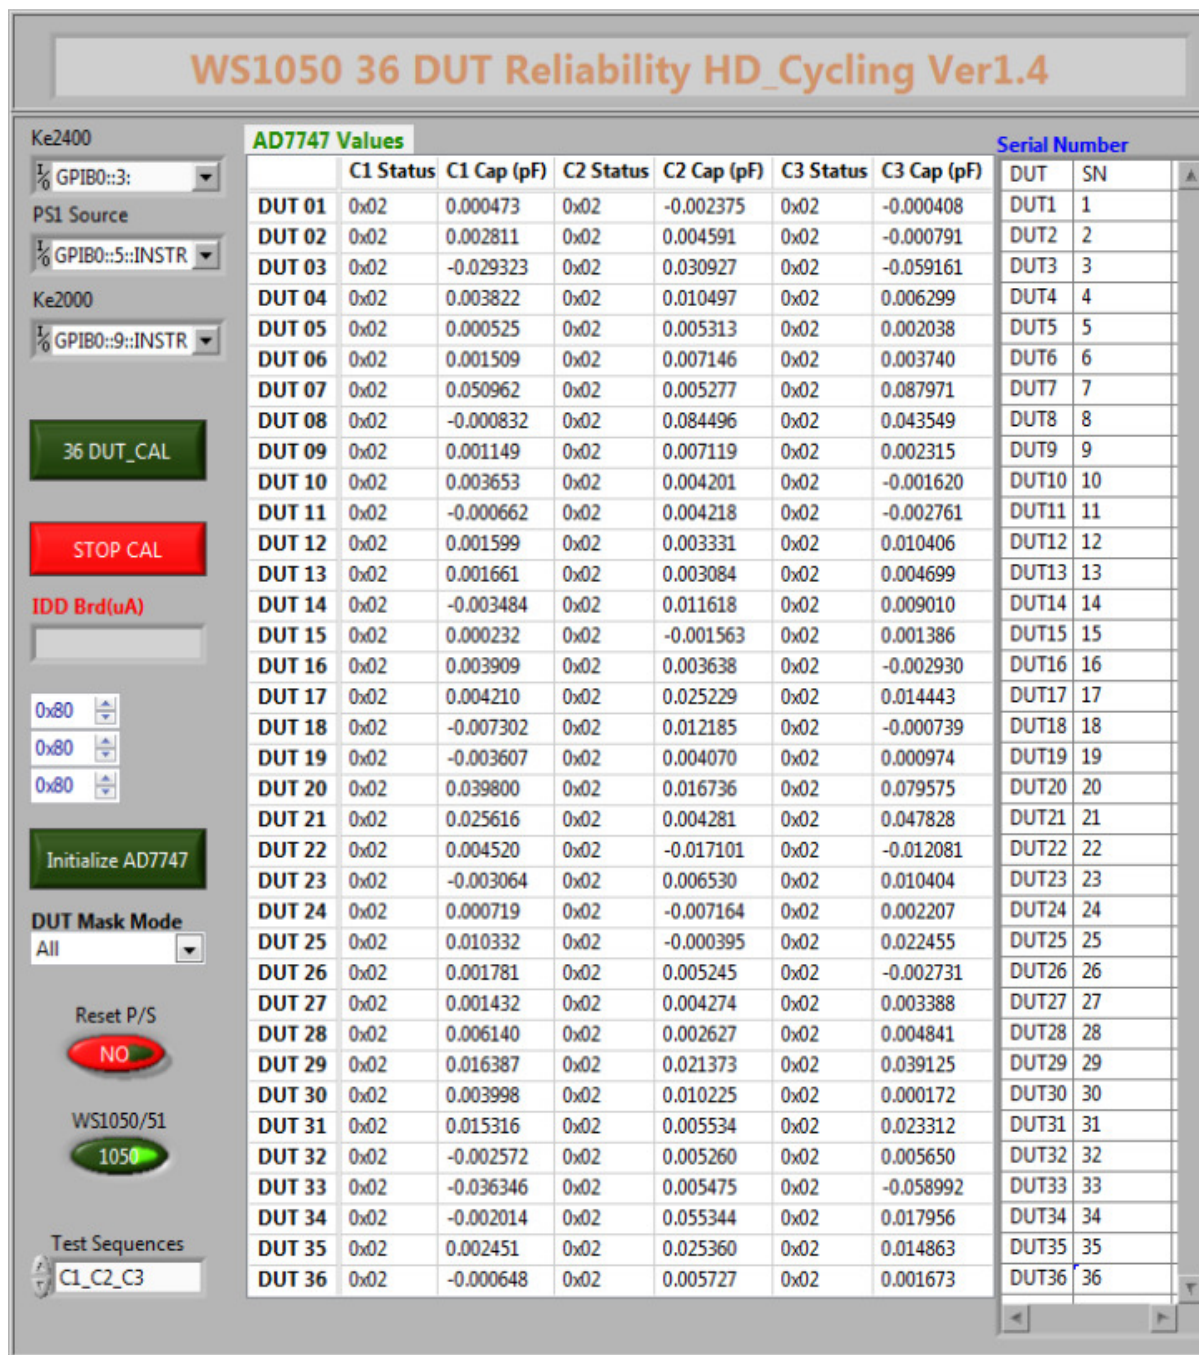 WS1050 36 DUT Reliability HD_Cycling Ver1.4
Ke2400
GPIB0::3:
PS1 Source
GPIB0::5::INSTR
Ke2000
GPIB0::9::INSTR
36 DUT_CAL
STOP CAL
IDD Brd(uA)
0x80
0x80
0x80
Initialize AD7747
DUT Mask Mode
All
Reset P/S
NO
WS1050/51
1050
Test Sequences
C1_C2_C3
AD7747 Values
C1 Status C1 Cap (pF) C2 Status C2 Cap (pF) C3 Status C3 Cap (pF)
DUT 01 0x02 0.000473 0x02 -0.002375 0x02 -0.000408
DUT 02 0x02 0.002811 0x02 0.004591 0x02 -0.000791
DUT 03 0x02 -0.029323 0x02 0.030927 0x02 -0.059161
DUT 04 0x02 0.003822 0x02 0.010497 0x02 0.006299
DUT 05 0x02 0.000525 0x02 0.005313 0x02 0.002038
DUT 06 0x02 0.001509 0x02 0.007146 0x02 0.003740
DUT 07 0x02 0.050962 0x02 0.005277 0x02 0.087971
DUT 08 0x02 -0.000832 0x02 0.084496 0x02 0.043549
DUT 09 0x02 0.001149 0x02 0.007119 0x02 0.002315
DUT 10 0x02 0.003653 0x02 0.004201 0x02 -0.001620
DUT 11 0x02 -0.000662 0x02 0.004218 0x02 -0.002761
DUT 12 0x02 0.001599 0x02 0.003331 0x02 0.010406
DUT 13 0x02 0.001661 0x02 0.003084 0x02 0.004699
DUT 14 0x02 -0.003484 0x02 0.011618 0x02 0.009010
DUT 15 0x02 0.000232 0x02 -0.001563 0x02 0.001386
DUT 16 0x02 0.003909 0x02 0.003638 0x02 -0.002930
DUT 17 0x02 0.004210 0x02 0.025229 0x02 0.014443
DUT 18 0x02 -0.007302 0x02 0.012185 0x02 -0.000739
DUT 19 0x02 -0.003607 0x02 0.004070 0x02 0.000974
DUT 20 0x02 0.039800 0x02 0.016736 0x02 0.079575
DUT 21 0x02 0.025616 0x02 0.004281 0x02 0.047828
DUT 22 0x02 0.004520 0x02 -0.017101 0x02 -0.012081
DUT 23 0x02 -0.003064 0x02 0.006530 0x02 0.010404
DUT 24 0x02 0.000719 0x02 -0.007164 0x02 0.002207
DUT 25 0x02 0.010332 0x02 -0.000395 0x02 0.022455
DUT 26 0x02 0.001781 0x02 0.005245 0x02 -0.002731
DUT 27 0x02 0.001432 0x02 0.004274 0x02 0.003388
DUT 28 0x02 0.006140 0x02 0.002627 0x02 0.004841
DUT 29 0x02 0.016387 0x02 0.021373 0x02 0.039125
DUT 30 0x02 0.003998 0x02 0.010225 0x02 0.000172
DUT 31 0x02 0.015316 0x02 0.005534 0x02 0.023312
DUT 32 0x02 -0.002572 0x02 0.005260 0x02 0.005650
DUT 33 0x02 -0.036346 0x02 0.005475 0x02 -0.058992
DUT 34 0x02 -0.002014 0x02 0.055344 0x02 0.017956
DUT 35 0x02 0.002451 0x02 0.025360 0x02 0.014863
DUT 36 0x02 -0.000648 0x02 0.005727 0x02 0.001673
Serial Number
DUT SN
DUT1 1
DUT2 2
DUT3 3
DUT4 4
DUT5 5
DUT6 6
DUT7 7
DUT8 8
DUT9 9
DUT10 10
DUT11 11
DUT12 12
DUT13 13
DUT14 14
DUT15 15
DUT16 16
DUT17 17
DUT18 18
DUT19 19
DUT20 20
DUT21 21
DUT22 22
DUT23 23
DUT24 24
DUT25 25
DUT26 26
DUT27 27
DUT28 28
DUT29 29
DUT30 30
DUT31 31
DUT32 32
DUT33 33
DUT34 34
DUT35 35
DUT36 36